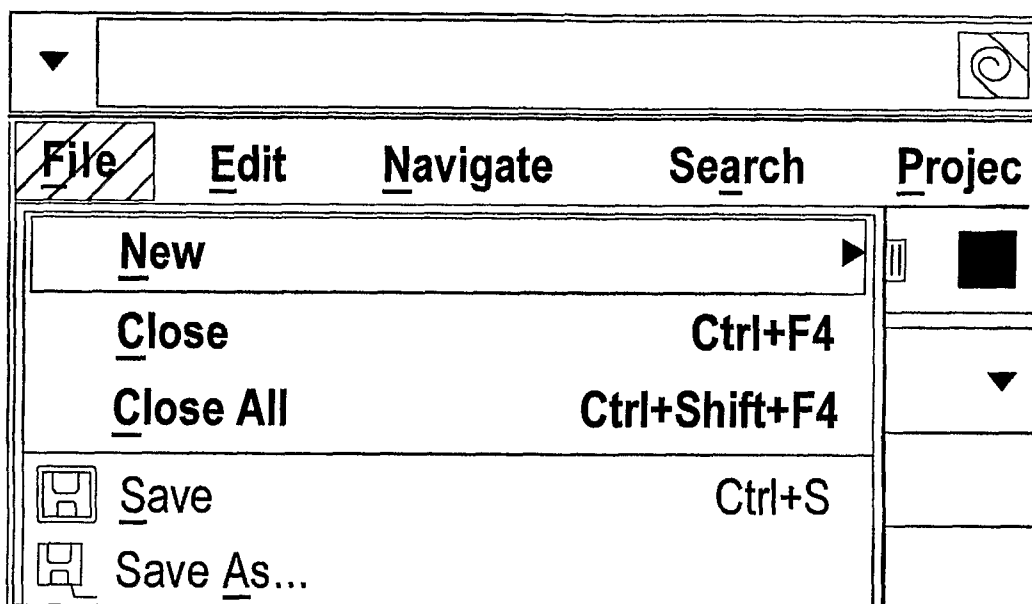 File Edit Navigate Search Projec
New
Close Ctrl+F4
Close All Ctrl+Shift+F4
Save Ctrl+S
Save As...